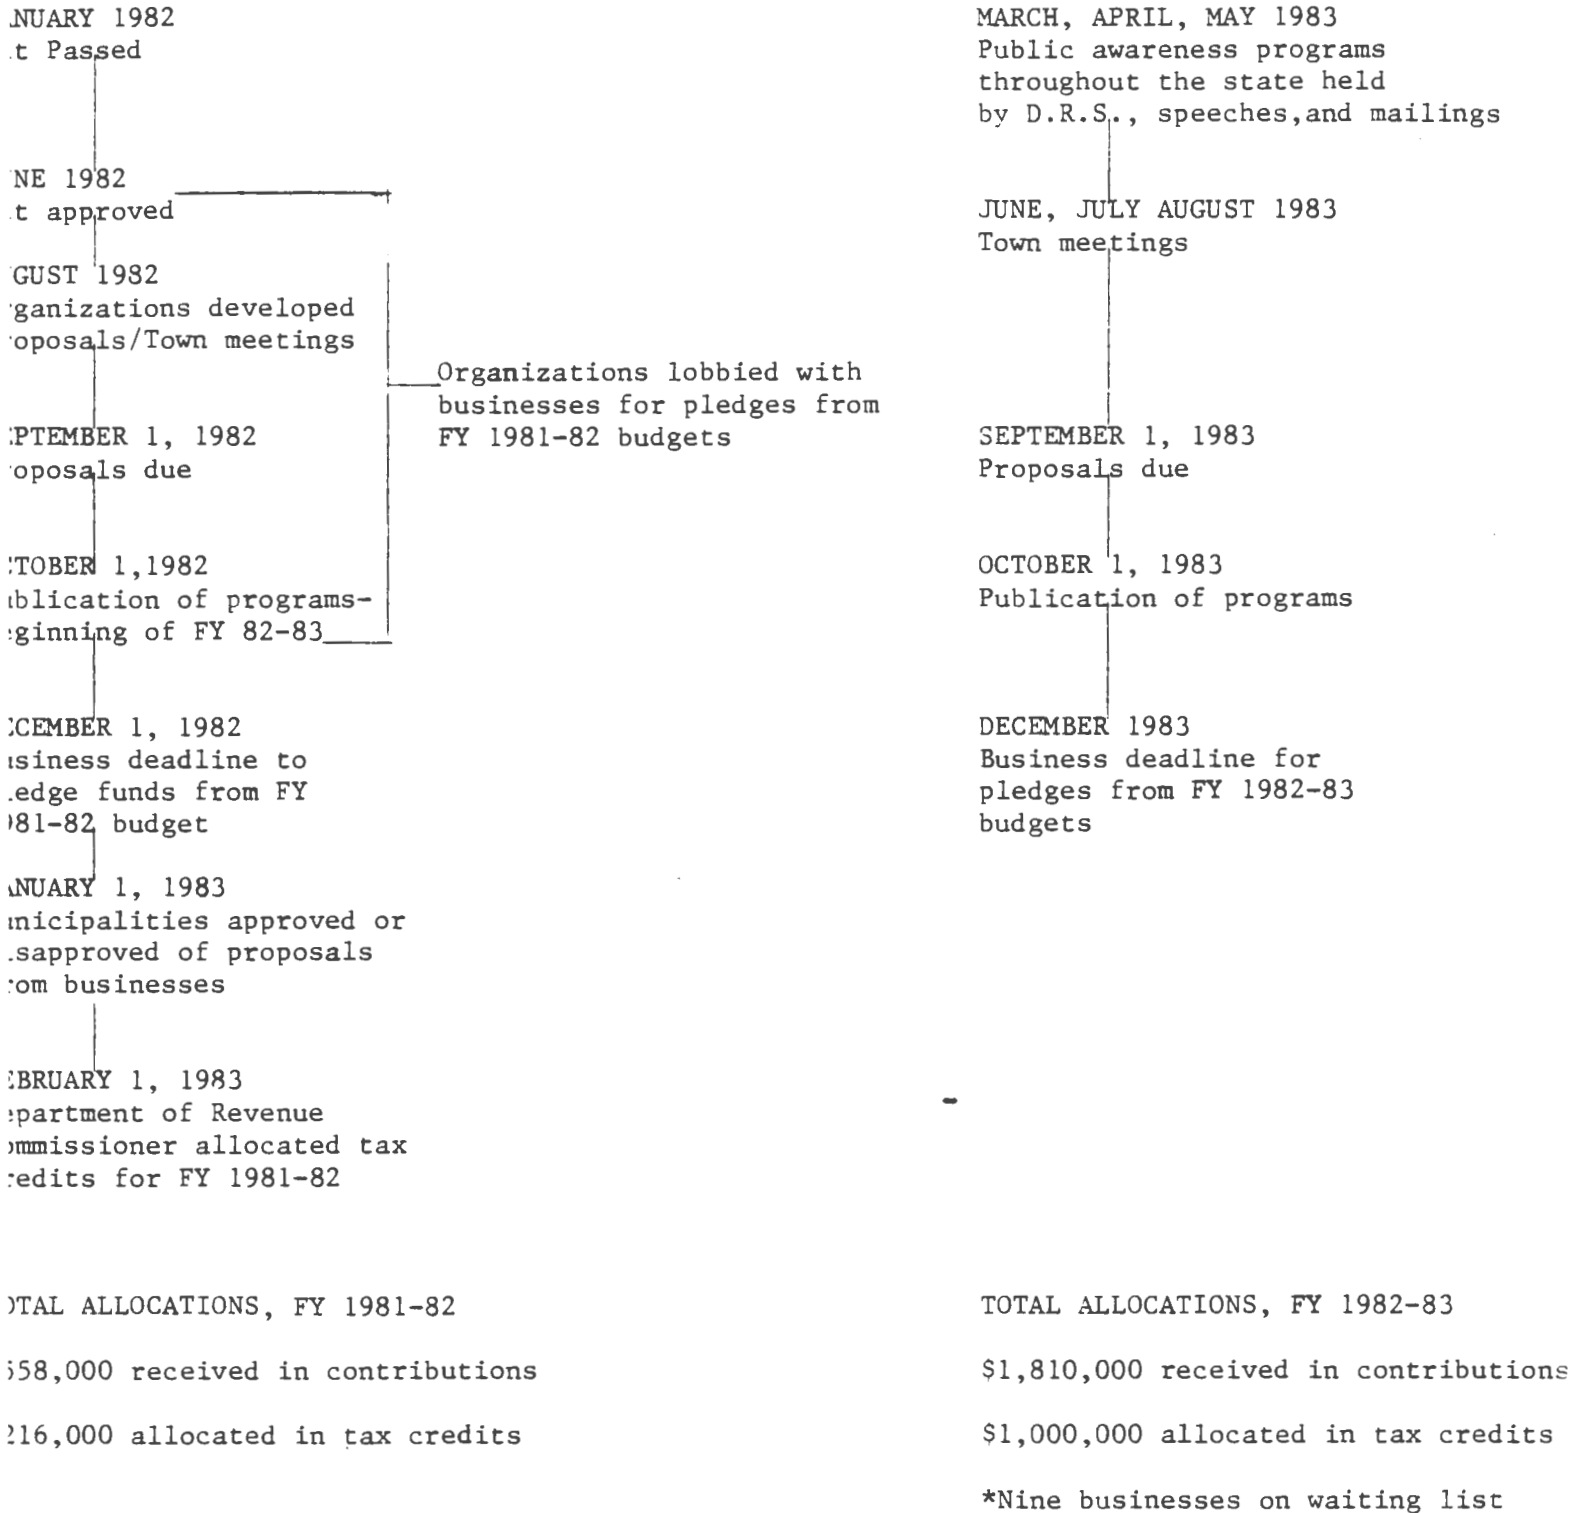 NUARY 1982
t Passed
NE 1982
t approved
GUST 1982
ganizations developed
oposals/Town meetings
PTEMBER 1, 1982
oposals due
TOBER 1,1982
blication of programs-
ginning of FY 82-83
CEMBER 1, 1982
siness deadline to
edge funds from FY
81-82 budget
NUARY 1, 1983
nicipalities approved or
sapproved of proposals
om businesses
BRUARY 1, 1983
partment of Revenue
mmissioner allocated tax
edits for FY 1981-82
Organizations lobbied with
businesses for pledges from
FY 1981-82 budgets
MARCH, APRIL, MAY 1983
Public awareness programs
throughout the state held
by D.R.S., speeches,and mailings
JUNE, JULY AUGUST 1983
Town meetings
SEPTEMBER 1, 1983
Proposals due
OCTOBER 1, 1983
Publication of programs
DECEMBER 1983
Business deadline for
pledges from FY 1982-83
budgets
OTAL ALLOCATIONS, FY 1981-82
558,000 received in contributions
216,000 allocated in tax credits
TOTAL ALLOCATIONS, FY 1982-83
$1,810,000 received in contributions
$1,000,000 allocated in tax credits
*Nine businesses on waiting list